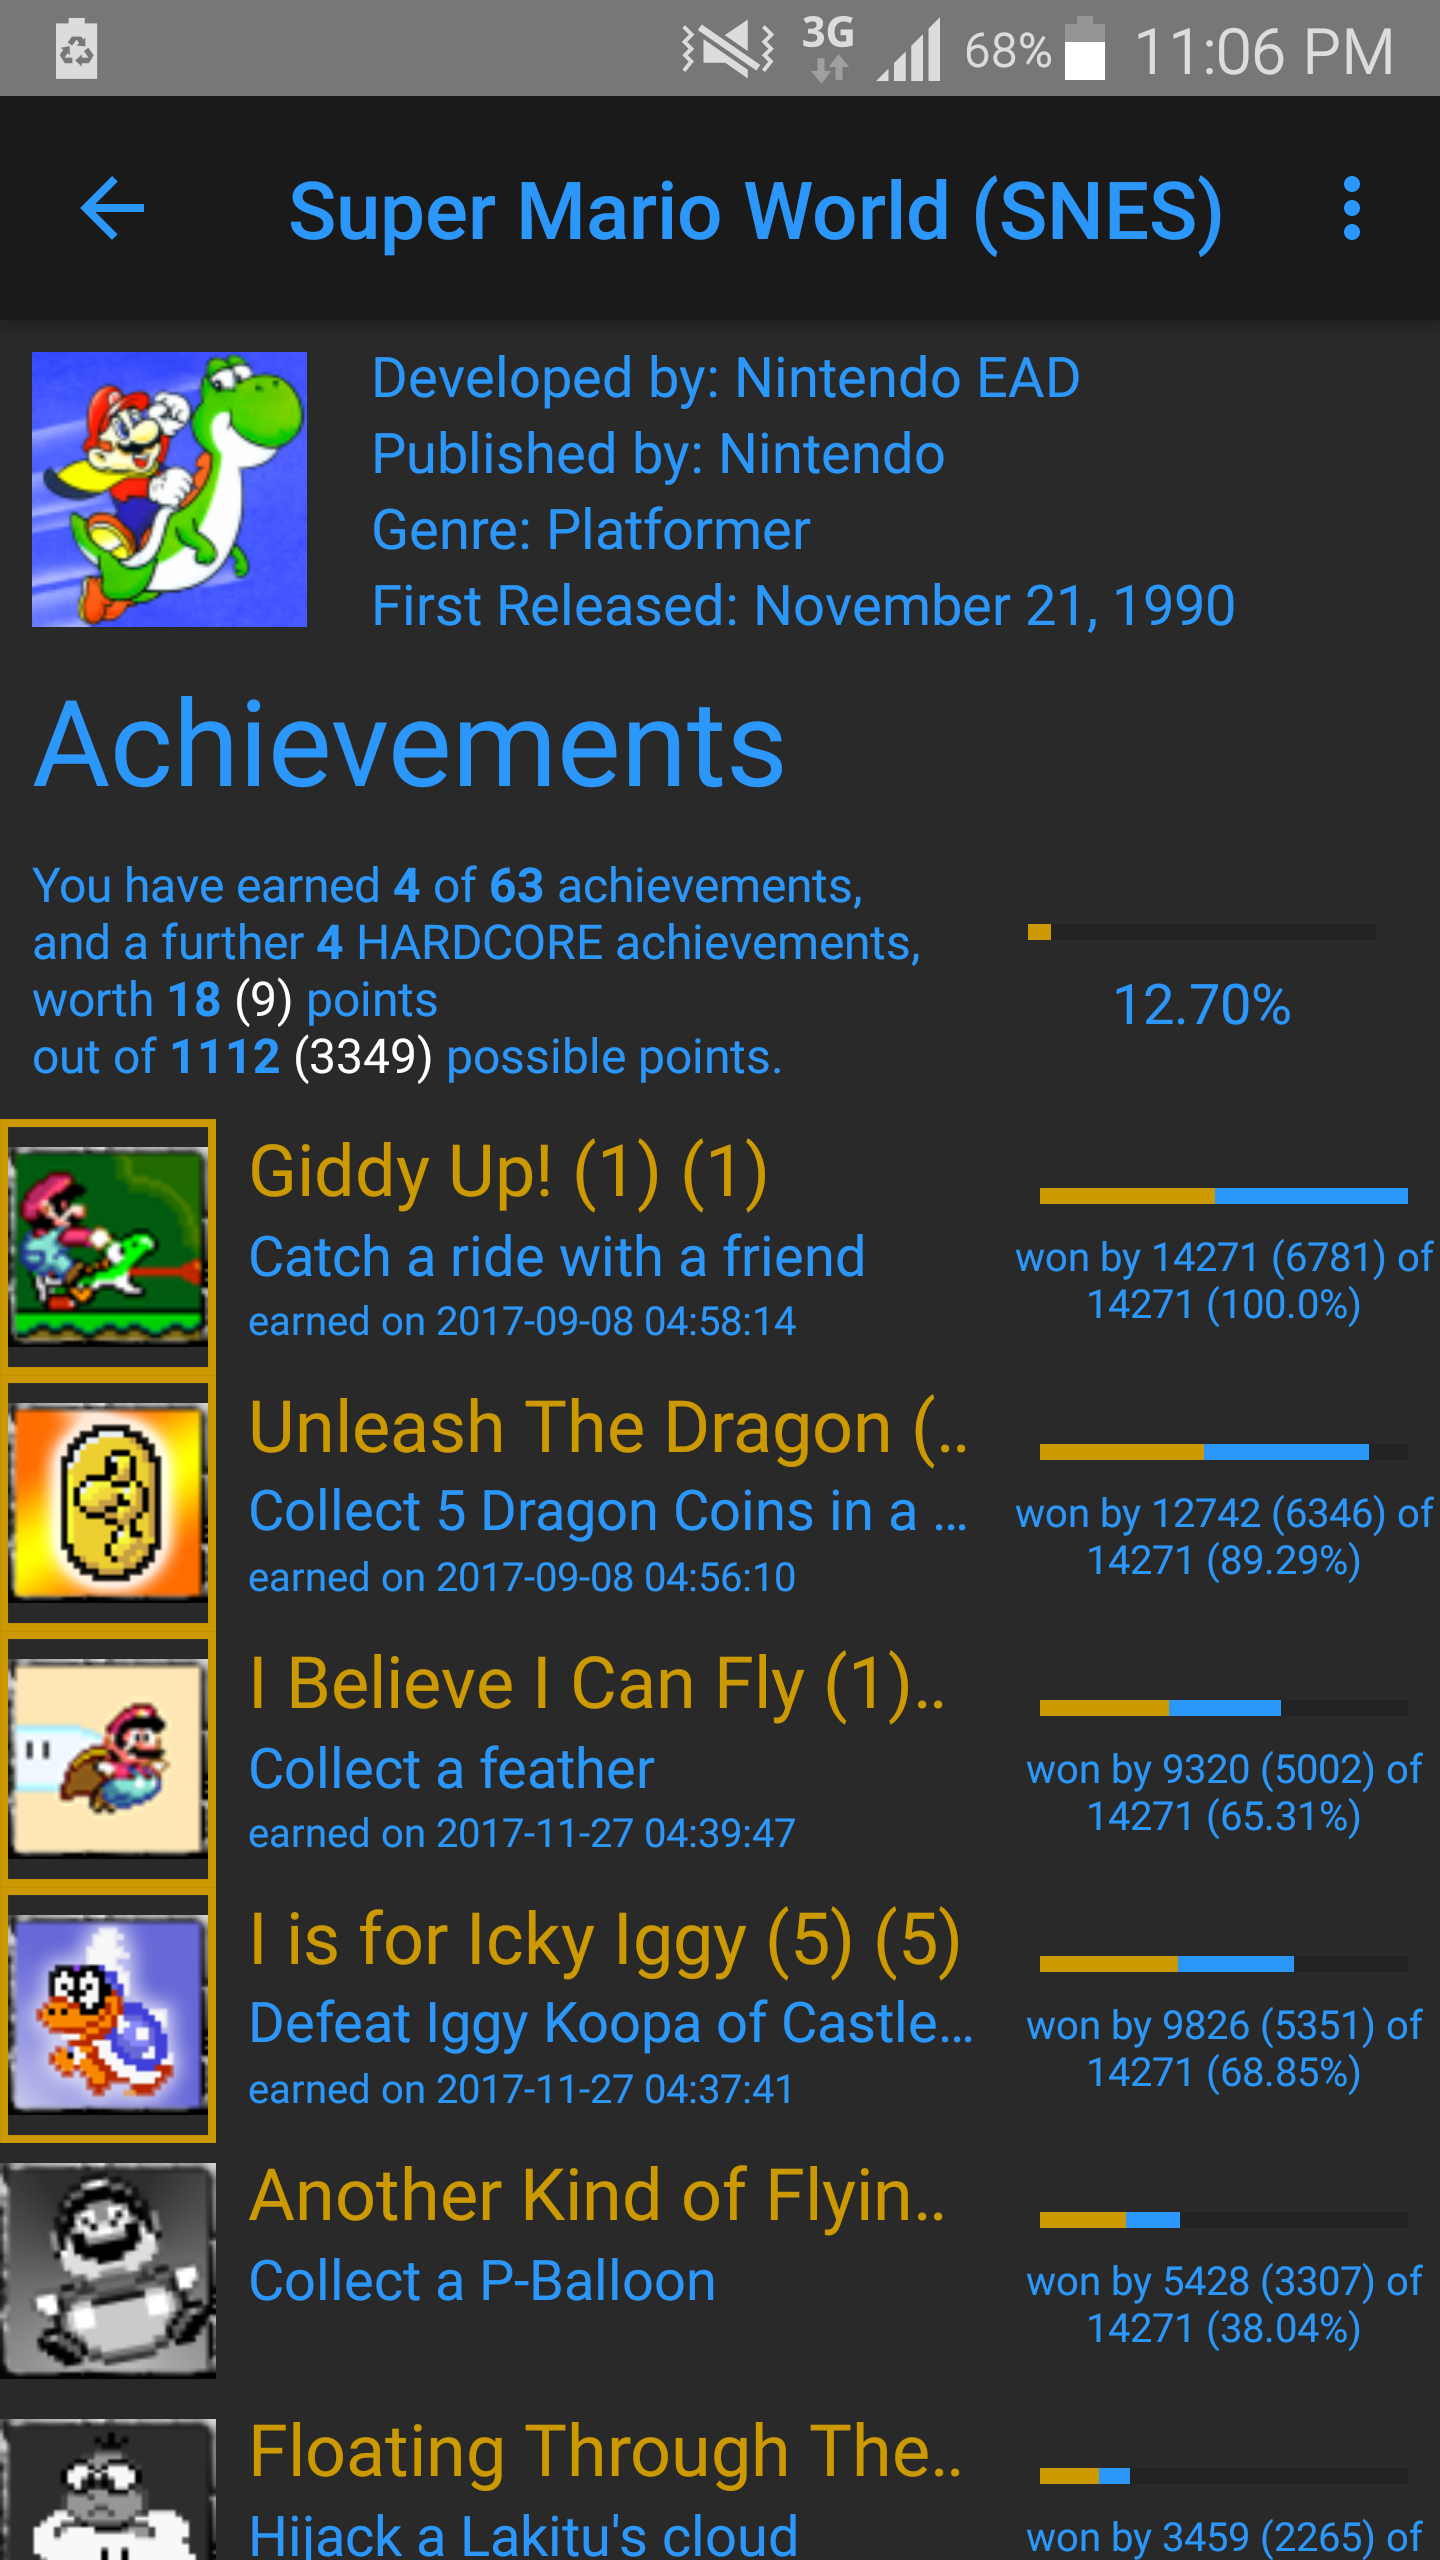 3G 68% 11:06 PM
Super Mario World (SNES)
Developed by: Nintendo EAD
Published by: Nintendo
Genre: Platformer
First Released: November 21, 1990
Achievements
You have earned 4 of 63 achievements,
and a further 4 HARDCORE achievements,
worth 18 (9) points
out of 1112 (3349) possible points.
12.70%
Giddy Up! (1) (1)
Catch a ride with a friend
earned on 2017-09-08 04:58:14
won by 14271 (6781) of
14271 (100.0%)
Unleash The Dragon (..
Collect 5 Dragon Coins in a ...
earned on 2017-09-08 04:56:10
won by 12742 (6346) of
14271 (89.29%)
I Believe I Can Fly (1)..
Collect a feather
earned on 2017-11-27 04:39:47
won by 9320 (5002) of
14271 (65.31%)
I is for Icky Iggy (5) (5)
Defeat Iggy Koopa of Castle...
earned on 2017-11-27 04:37:41
won by 9826 (5351) of
14271 (68.85%)
Another Kind of Flyin..
Collect a P-Balloon
won by 5428 (3307) of
14271 (38.04%)
Floating Through The..
Hijack a Lakitu's cloud
won by 3459 (2265) of